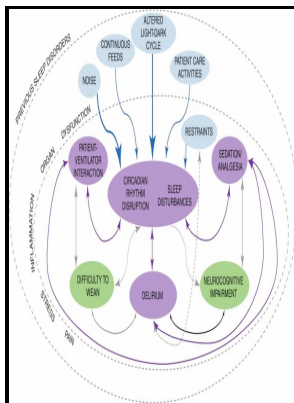 ALTERED
LIGHT-DARK
CYCLE
CONTINUOUS
FEEDS
PATIENT CARE
ACTIVITIES
NOISE
PREVIOUS SLEEP DISORDERS
ORGAN DYSFUNCTION
RESTRAINTS
PATIENT-
VENTILATOR
INTERACTION
SEDATION/
ANALGESIA
CIRCADIAN
RHYTHM
DISRUPTION
SLEEP
DISTURBANCES
INFLAMMATION
DIFFICULTY TO
WEAN
DELIRIUM
NEUROCOGNITIVE
IMPAIRMENT
STRESS
PAIN